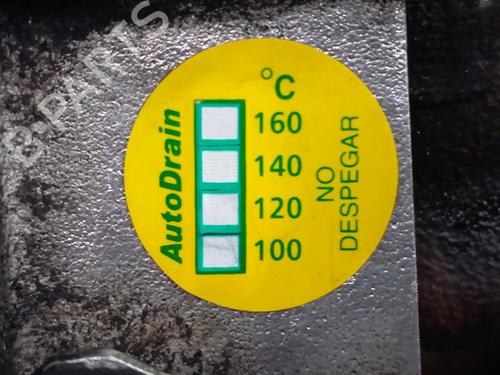 B-PARTS
AutoDrain
°C
160
140
120
100
NO
DESPEGAR